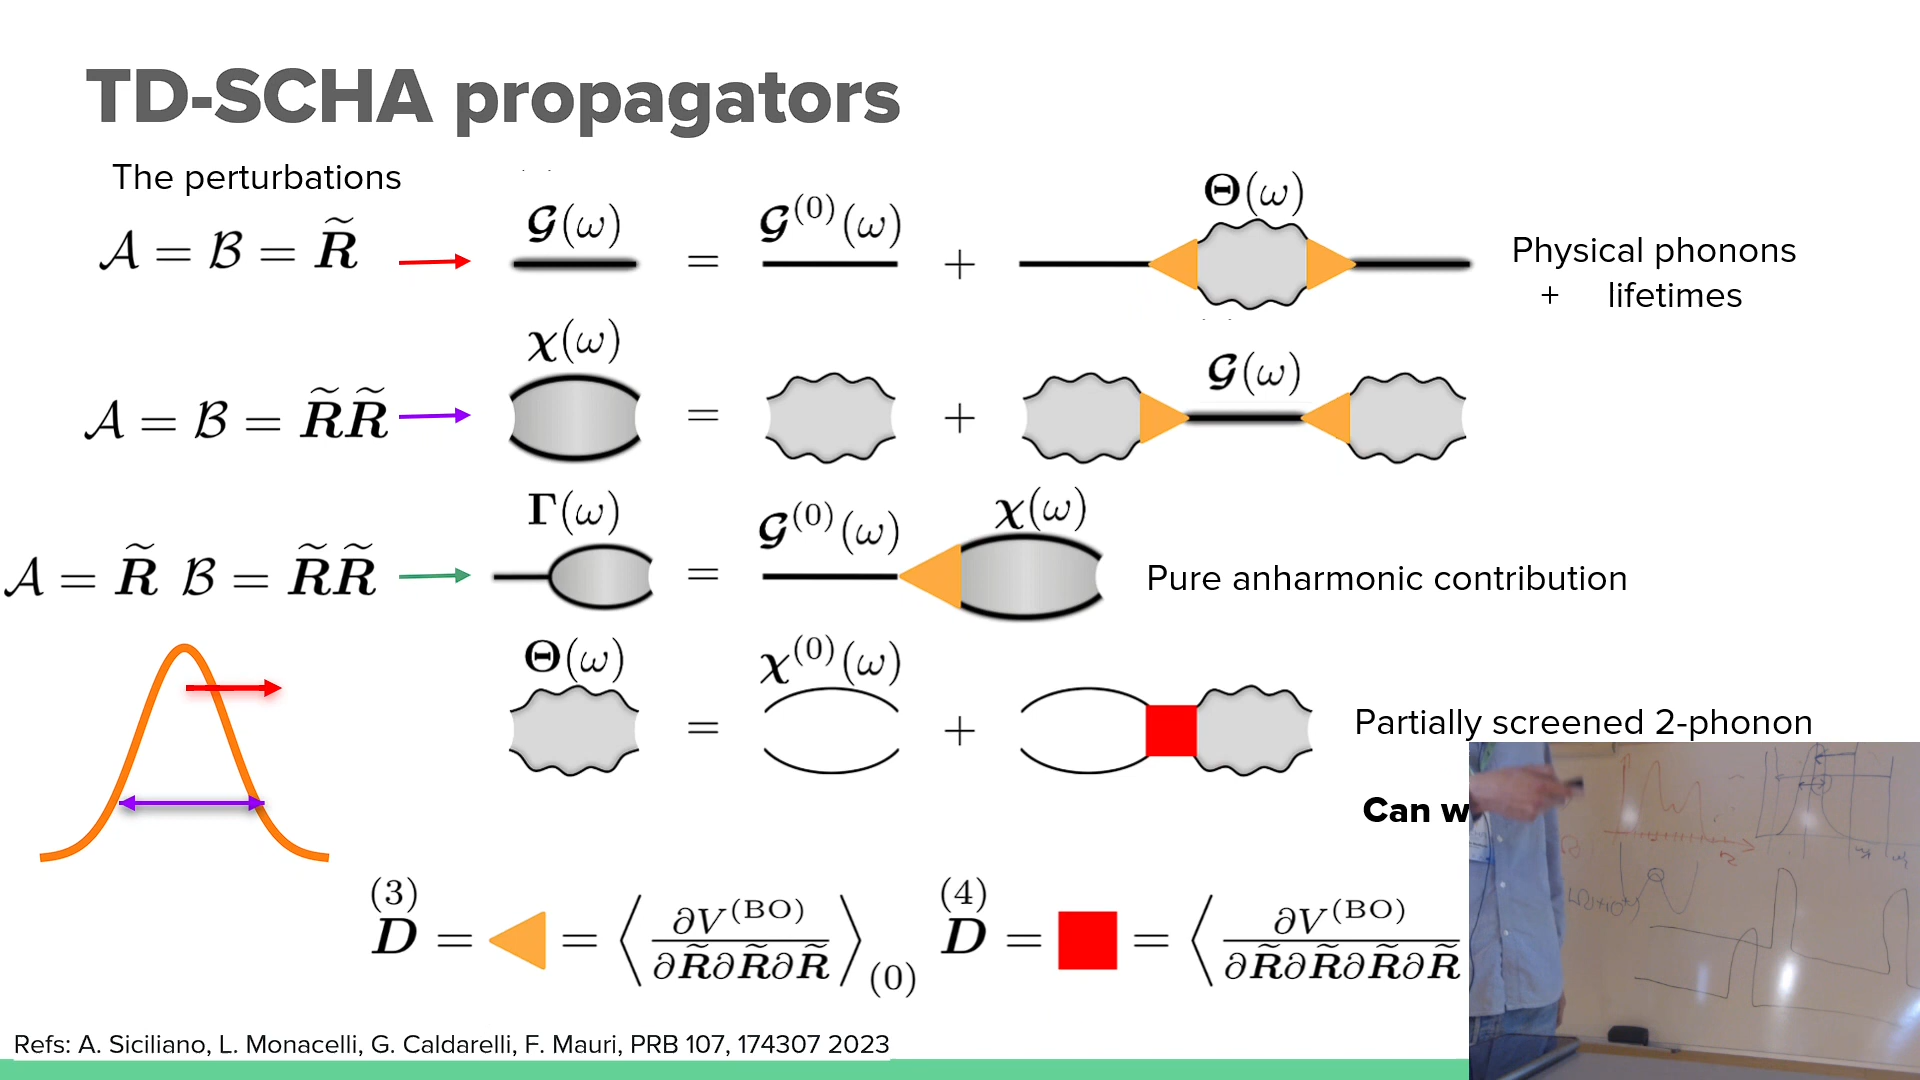 TD-SCHA propagators
The perturbations
𝒜 = ℬ = R̃
𝓖(ω) = 𝓖⁽⁰⁾(ω) + Θ(ω)
Physical phonons
+ lifetimes
𝒜 = ℬ = R̃R̃
χ(ω) = + 𝓖(ω)
𝒜 = R̃ ℬ = R̃R̃
Γ(ω) = 𝓖⁽⁰⁾(ω) χ(ω)
Pure anharmonic contribution
Θ(ω) = χ⁽⁰⁾(ω) +
Partially screened 2-phonon
Can
(3) D = = ⟨ ∂V(BO) / ∂R̃∂R̃∂R̃ ⟩(0)
(4) D = = ⟨ ∂V(BO) / ∂R̃∂R̃∂R̃∂R̃
Refs: A. Siciliano, L. Monacelli, G. Caldarelli, F. Mauri, PRB 107, 174307 2023